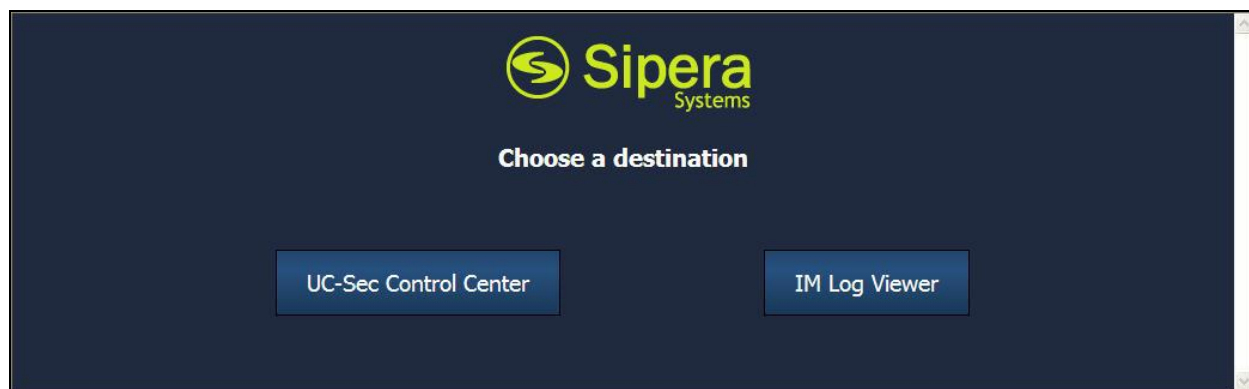 Sipera
Systems
Choose a destination
UC-Sec Control Center
IM Log Viewer